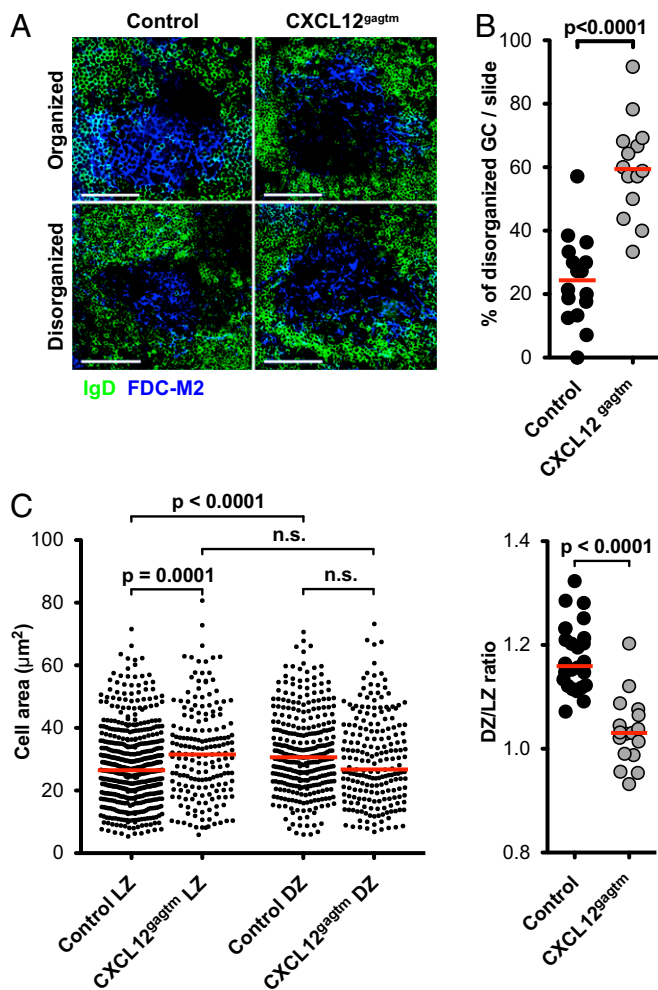 A
Control
CXCL12gagtm
Organized
Disorganized
IgD FDC-M2
B
p<0.0001
% of disorganized GC / slide
100
80
60
40
20
0
Control
CXCL12 gagtm
C
p < 0.0001
n.s.
p = 0.0001
n.s.
Cell area (μm2)
100
80
60
40
20
0
Control LZ
CXCL12gagtm LZ
Control DZ
CXCL12gagtm DZ
p < 0.0001
DZ/LZ ratio
1.4
1.2
1.0
0.8
Control
CXCL12gagtm